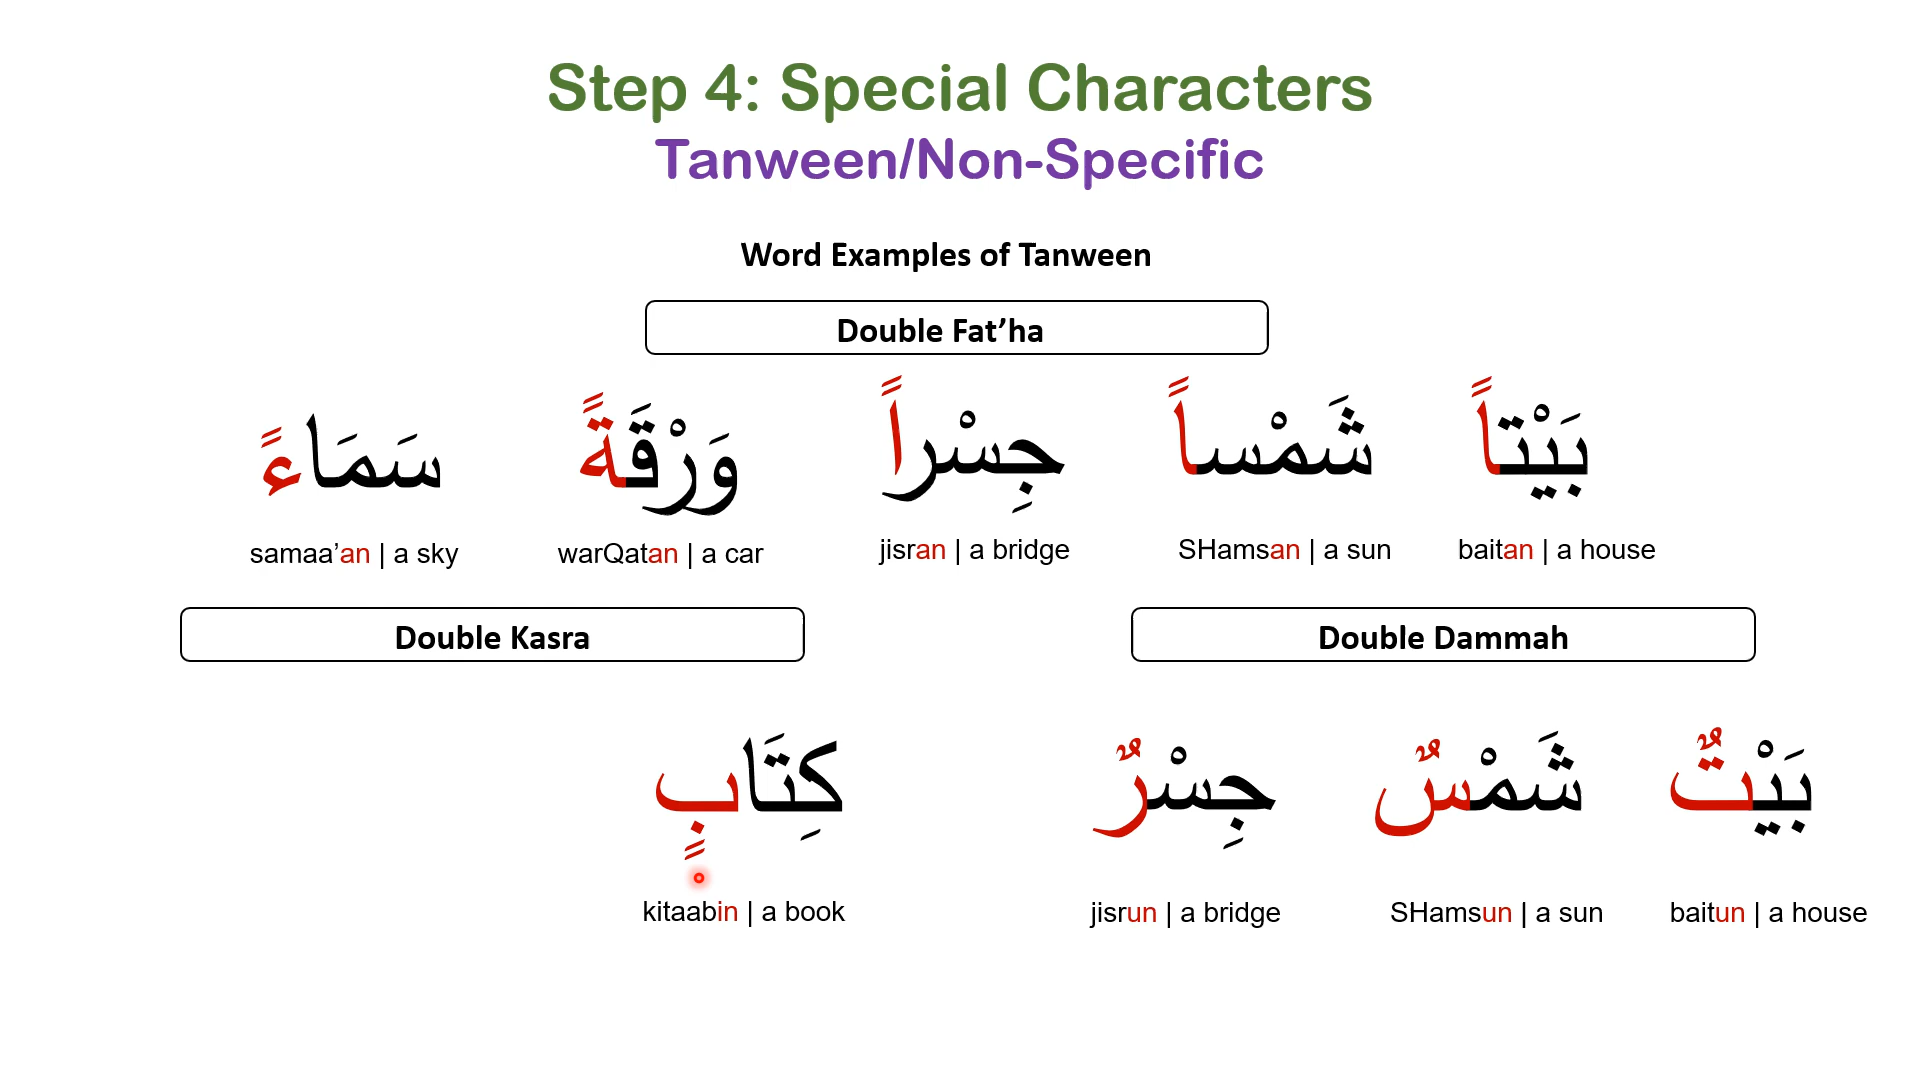 Step 4: Special Characters
Tanween/Non-Specific
Word Examples of Tanween
Double Fat’ha
بَيْتاً شَمْساً جِسْراً وَرْقَةً سَمَاءً
samaa’an | a sky warQatan | a car jisran | a bridge SHamsan | a sun baitan | a house
Double Kasra Double Dammah
بَيْتٌ شَمْسٌ جِسْرٌ كِتَابٍ
kitaabin | a book jisrun | a bridge SHamsun | a sun baitun | a house